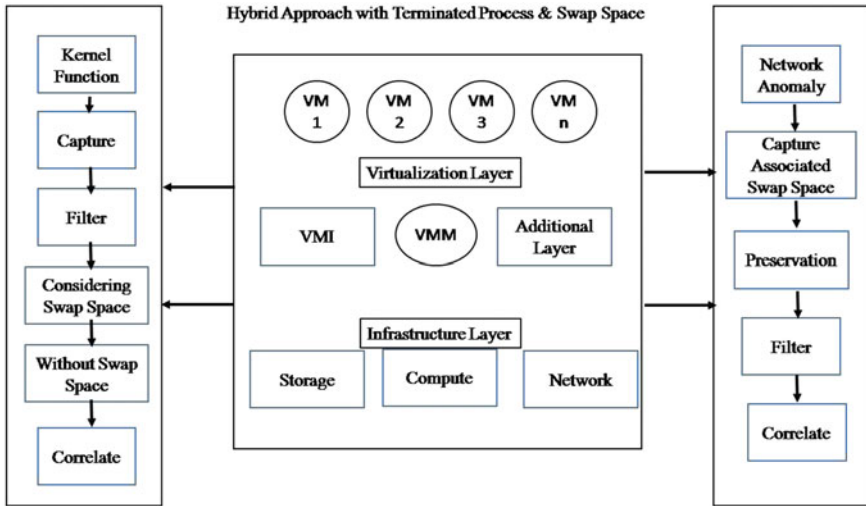 Hybrid Approach with Terminated Process & Swap Space
Kernel
Function
Capture
Filter
Considering
Swap Space
Without Swap
Space
Correlate
VM
1
VM
2
VM
3
VM
n
Virtualization Layer
VMI
VMM
Additional
Layer
Infrastructure Layer
Storage
Compute
Network
Network
Anomaly
Capture
Associated
Swap Space
Preservation
Filter
Correlate